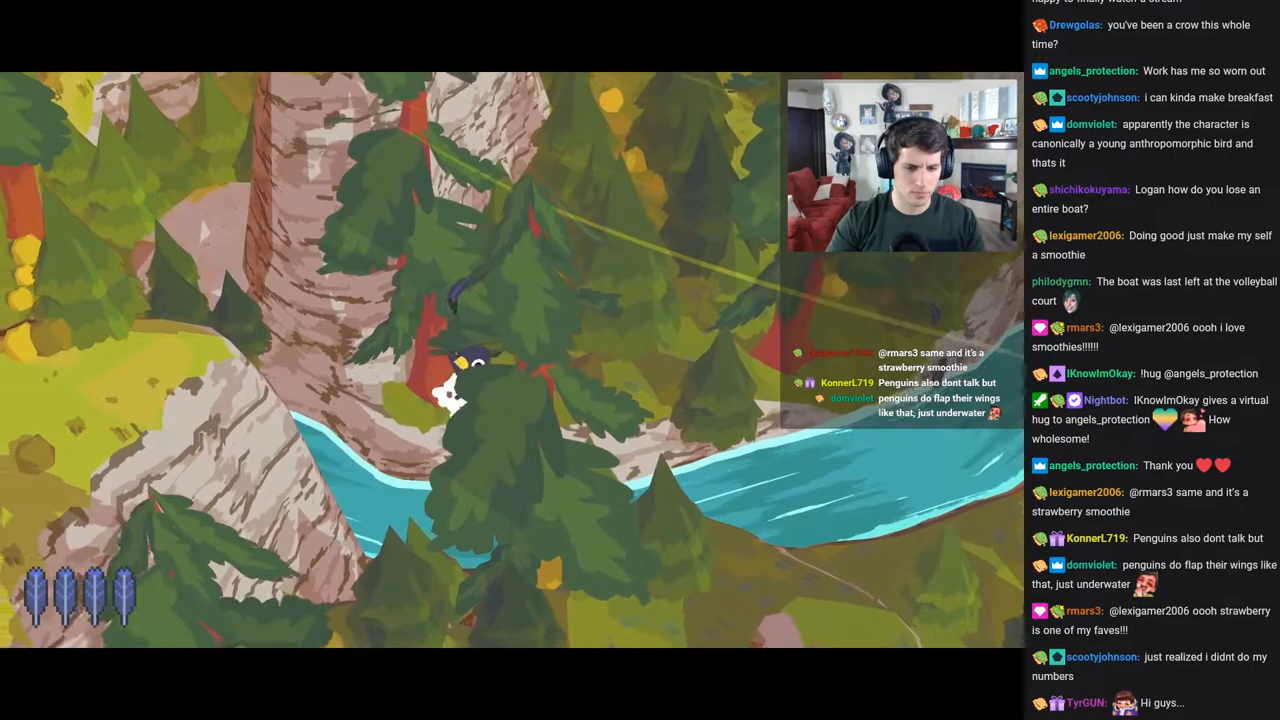 happy to finally watch a stream
Drewgolas: you've been a crow this whole
time?
angels_protection: Work has me so worn out
scootyjohnson: i can kinda make breakfast
domviolet: apparently the character is
canonically a young anthropomorphic bird and
thats it
shichikokuyama: Logan how do you lose an
entire boat?
lexigamer2006: Doing good just make my self
a smoothie
philodygmn: The boat was last left at the volleyball
court
rmars3: @lexigamer2006 oooh i love
smoothies!!!!!!
IKnowImOkay: !hug @angels_protection
Nightbot: IKnowImOkay gives a virtual
hug to angels_protection How
wholesome!
angels_protection: Thank you
lexigamer2006: @rmars3 same and it's a
strawberry smoothie
KonnerL719: Penguins also dont talk but
domviolet: penguins do flap their wings like
that, just underwater
rmars3: @lexigamer2006 oooh strawberry
is one of my faves!!!
scootyjohnson: just realized i didnt do my
numbers
TyrGUN: Hi guys...
@rmars3 same and it's a
strawberry smoothie
KonnerL719 Penguins also dont talk but
domviolet penguins do flap their wings
like that, just underwater